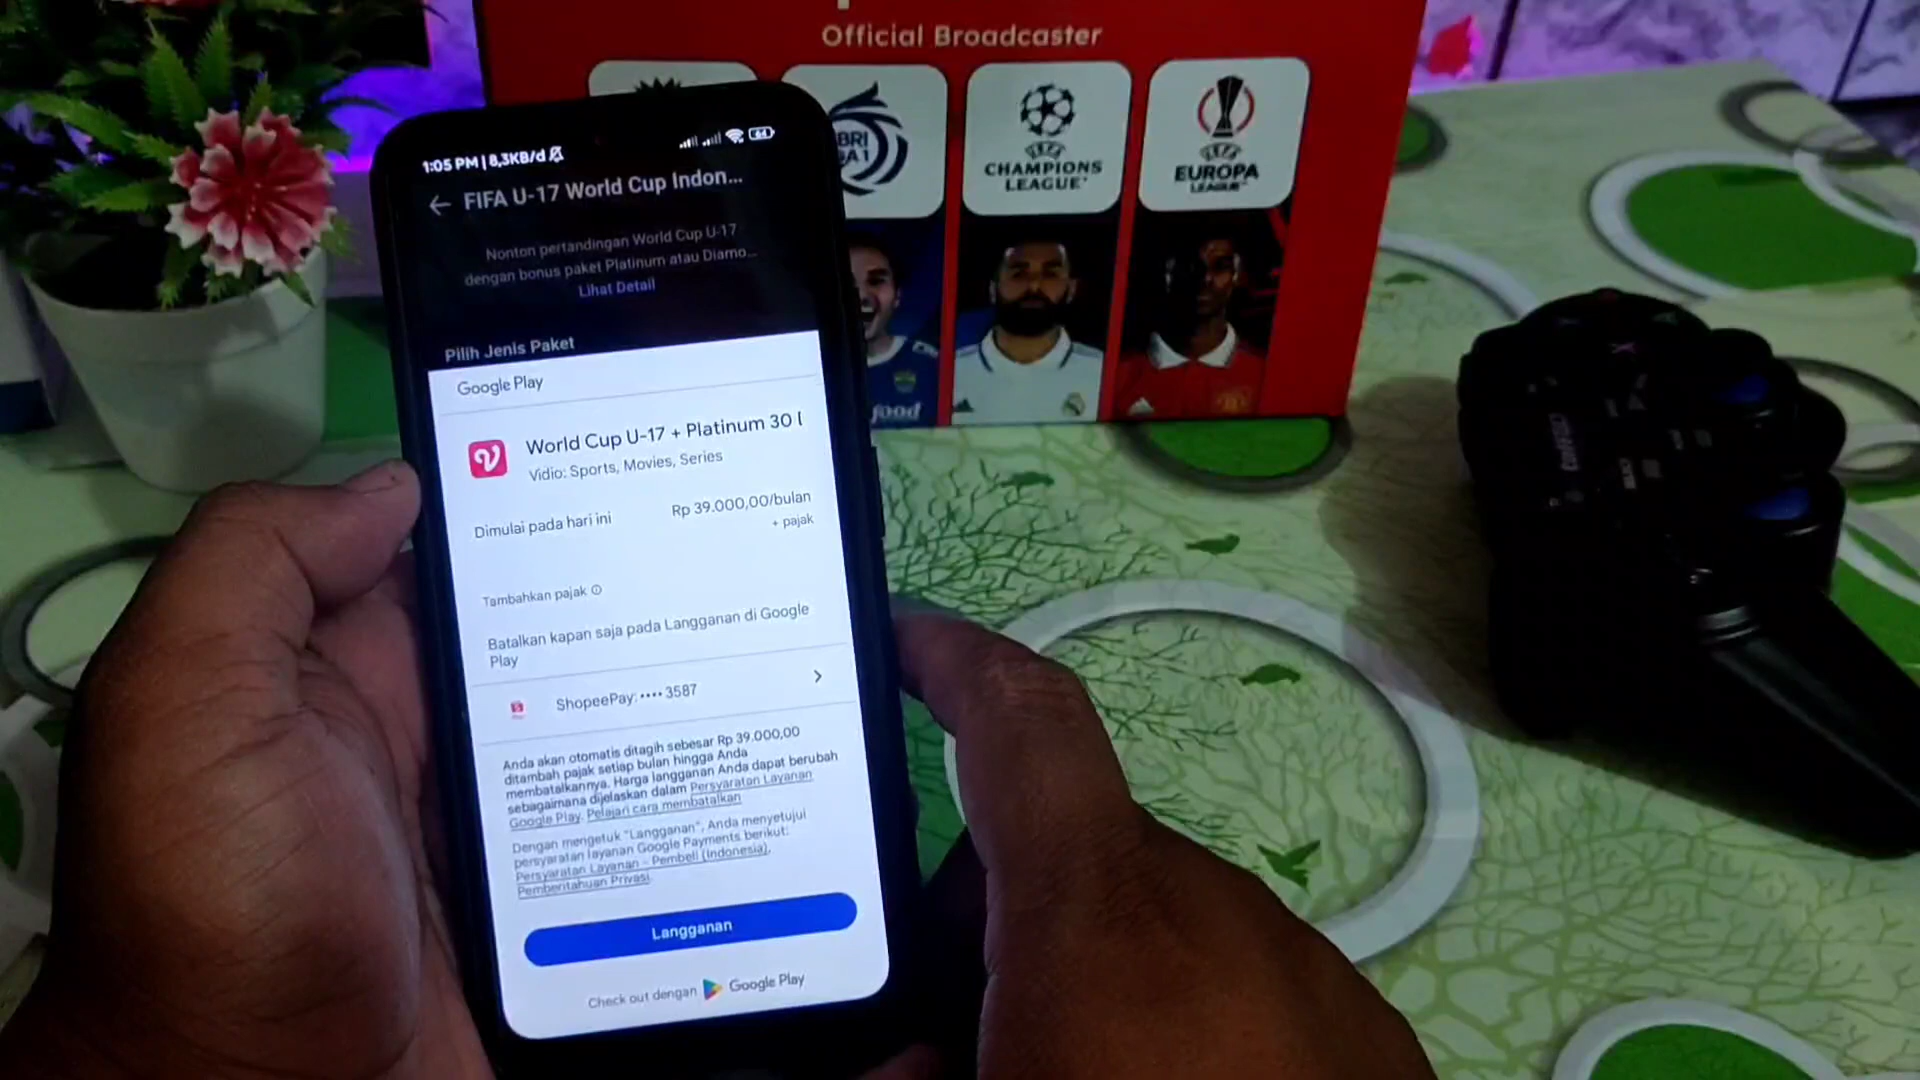 Official Broadcaster
BRI
CHAMPIONS
LEAGUE
UEFA
EUROPA
LEAGUE
food
1:05 PM | 8,3KB/d
64
FIFA U-17 World Cup Indon...
Nonton pertandingan World Cup U-17
dengan bonus paket Platinum atau Diamo...
Lihat Detail
Pilih Jenis Paket
Google Play
World Cup U-17 + Platinum 30
Vidio: Sports, Movies, Series
Dimulai pada hari ini
Rp 39.000,00/bulan
+ pajak
Tambahkan pajak
Batalkan kapan saja pada Langganan di Google
Play
ShopeePay: •••• 3587
Anda akan otomatis ditagih sebesar Rp 39.000,00
ditambah pajak setiap bulan hingga Anda
membatalkannya. Harga langganan Anda dapat berubah
sebagaimana dijelaskan dalam Persyaratan Layanan
Google Play. Pelajari cara membatalkan
Dengan mengetuk "Langganan", Anda menyetujui
persyaratan layanan Google Payments berikut:
Persyaratan Layanan - Pembeli (Indonesia),
Pemberitahuan Privasi.
Langganan
Check out dengan Google Play